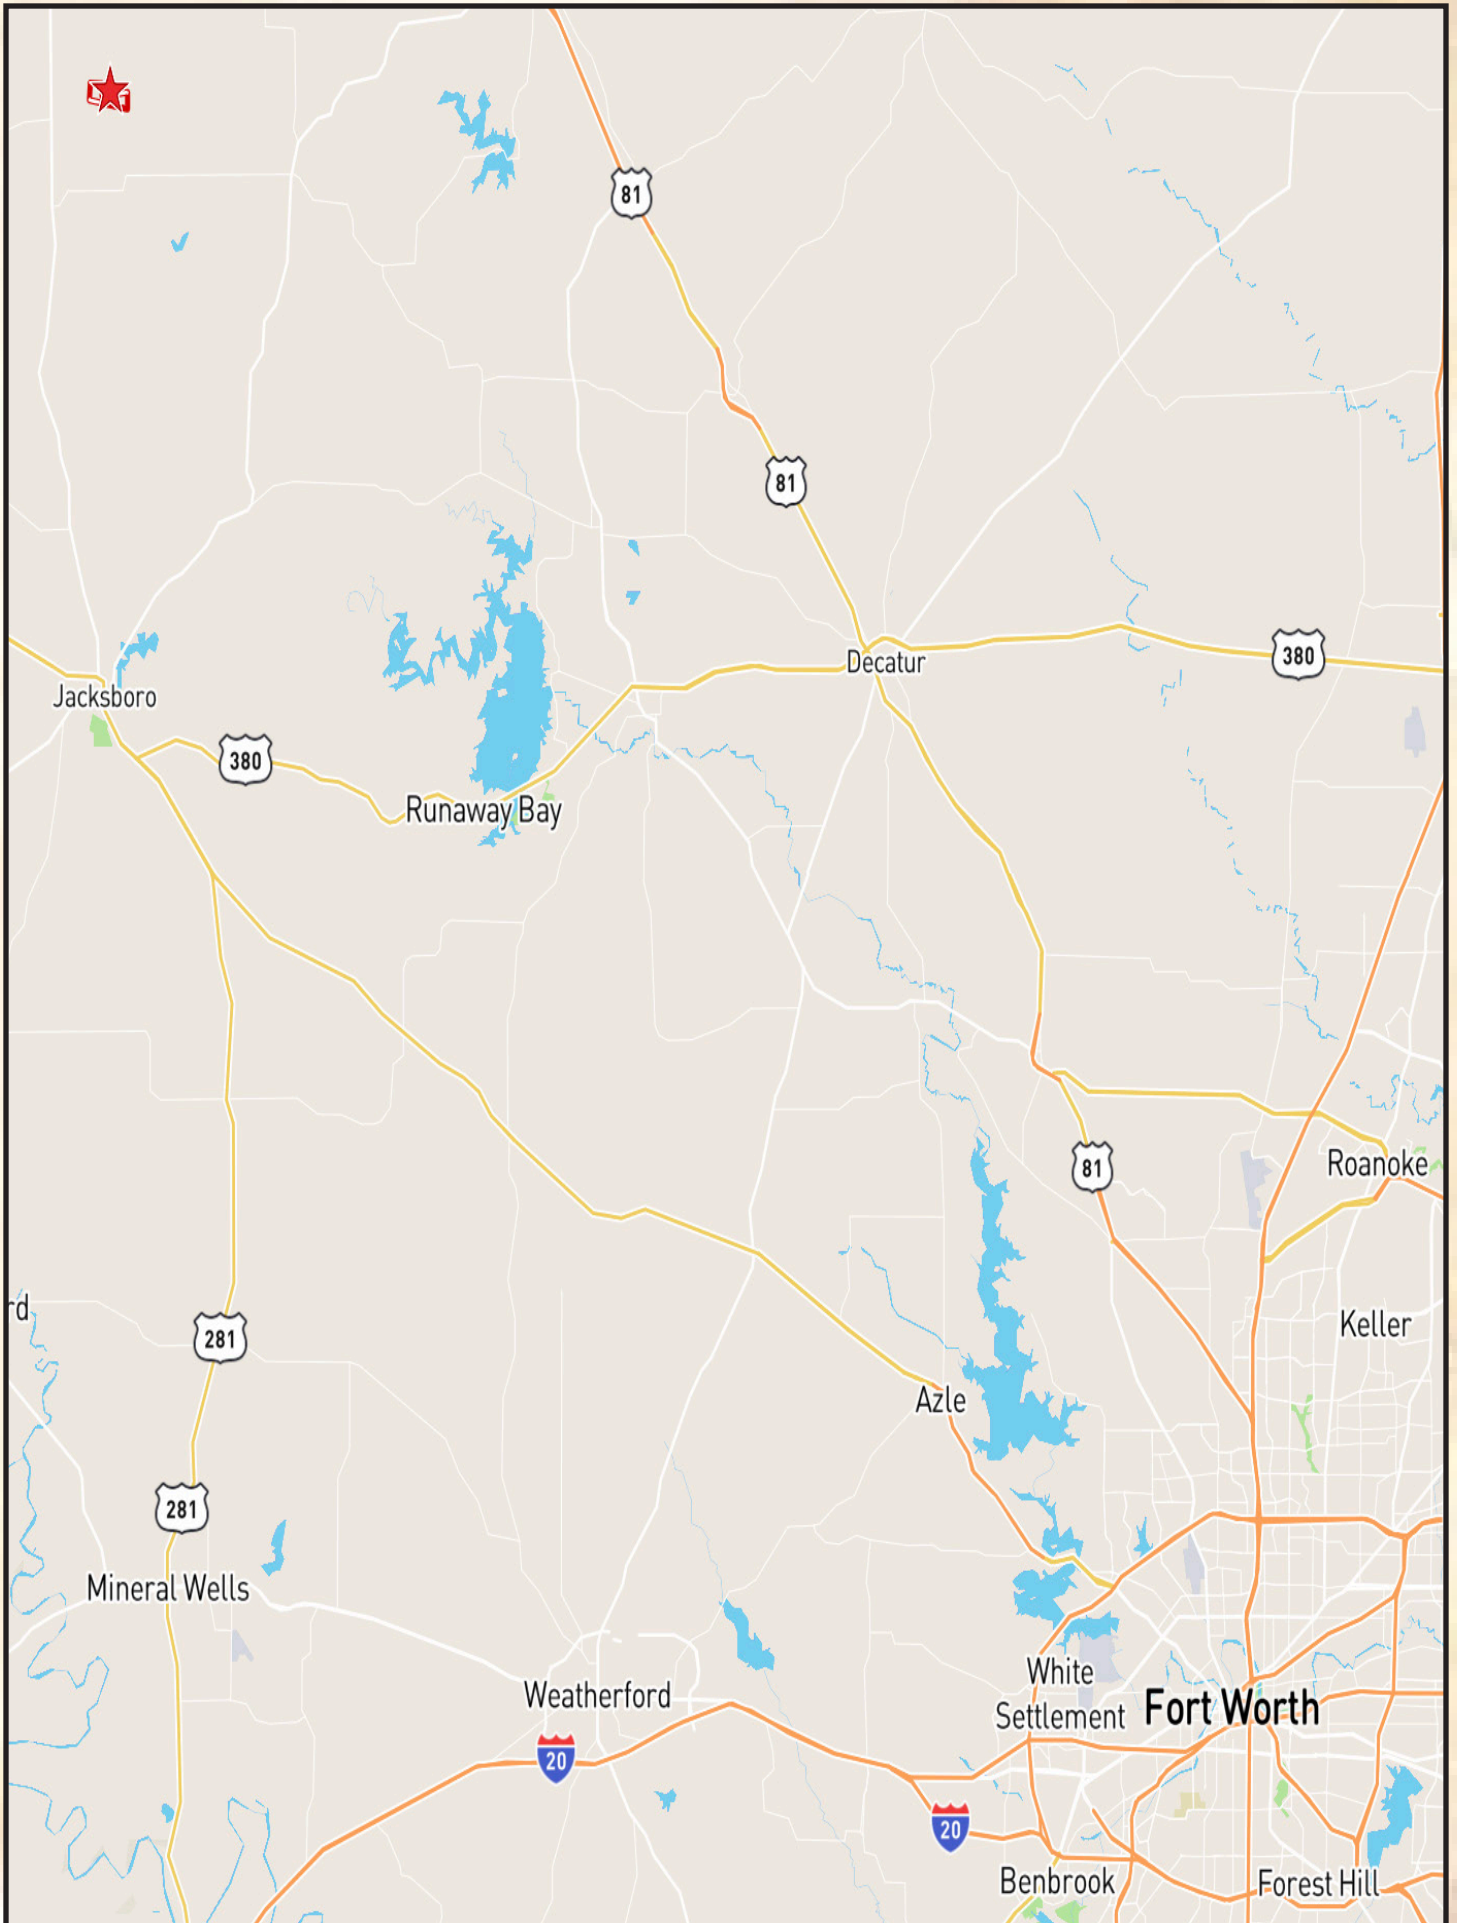 81
81
Decatur
380
Jacksboro
380
Runaway Bay
81
Roanoke
rd
281
Keller
Azle
281
Mineral Wells
White
Settlement
Fort Worth
Weatherford
20
20
Benbrook
Forest Hill